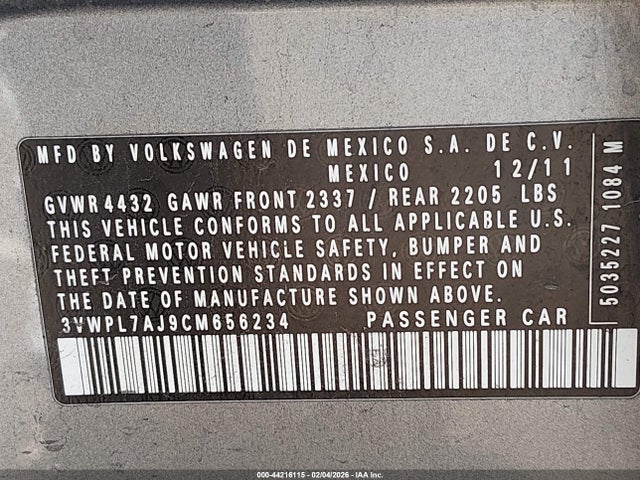 MFD BY VOLKSWAGEN DE MEXICO S.A. DE C.V.
MEXICO 12/11
GVWR 4432 GAWR FRONT 2337 / REAR 2205 LBS
THIS VEHICLE CONFORMS TO ALL APPLICABLE U.S.
FEDERAL MOTOR VEHICLE SAFETY, BUMPER AND
THEFT PREVENTION STANDARDS IN EFFECT ON
THE DATE OF MANUFACTURE SHOWN ABOVE.
3VWPL7AJ9CM656234 PASSENGER CAR
5035227 1084 M
000-44216115 - 02/04/2026 - IAA Inc.